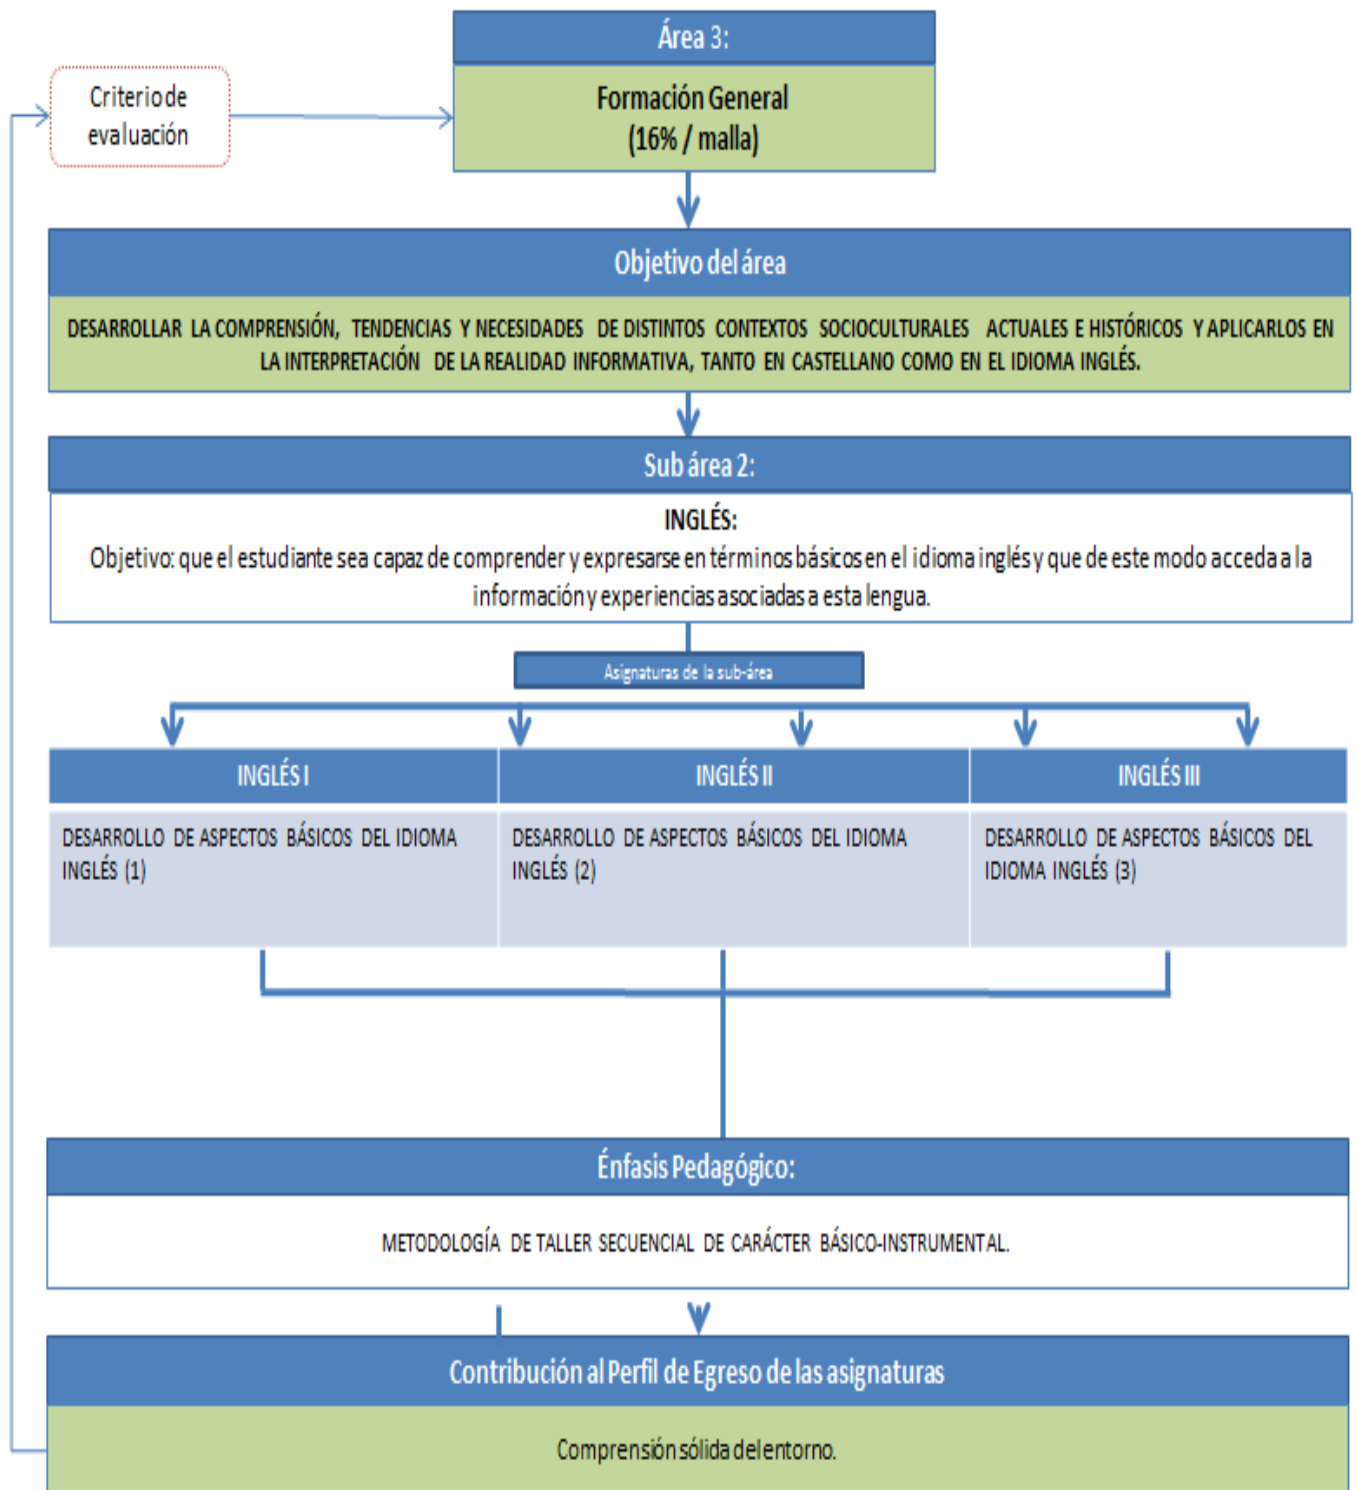 Área 3:
Criterio de
evaluación
Formación General
(16% / malla)
Objetivo del área
DESARROLLAR LA COMPRENSIÓN, TENDENCIAS Y NECESIDADES DE DISTINTOS CONTEXTOS SOCIOCULTURALES ACTUALES E HISTÓRICOS Y APLICARLOS EN
LA INTERPRETACIÓN DE LA REALIDAD INFORMATIVA, TANTO EN CASTELLANO COMO EN EL IDIOMA INGLÉS.
Sub área 2:
INGLÉS:
Objetivo: que el estudiante sea capaz de comprender y expresarse en términos básicos en el idioma inglés y que de este modo acceda a la
información y experiencias asociadas a esta lengua.
Asignaturas de la sub-área
INGLÉS I
DESARROLLO DE ASPECTOS BÁSICOS DEL IDIOMA
INGLÉS (1)
INGLÉS II
DESARROLLO DE ASPECTOS BÁSICOS DEL IDIOMA
INGLÉS (2)
INGLÉS III
DESARROLLO DE ASPECTOS BÁSICOS DEL
IDIOMA INGLÉS (3)
Énfasis Pedagógico:
METODOLOGÍA DE TALLER SECUENCIAL DE CARÁCTER BÁSICO-INSTRUMENTAL.
Contribución al Perfil de Egreso de las asignaturas
Comprensión sólida del entorno.